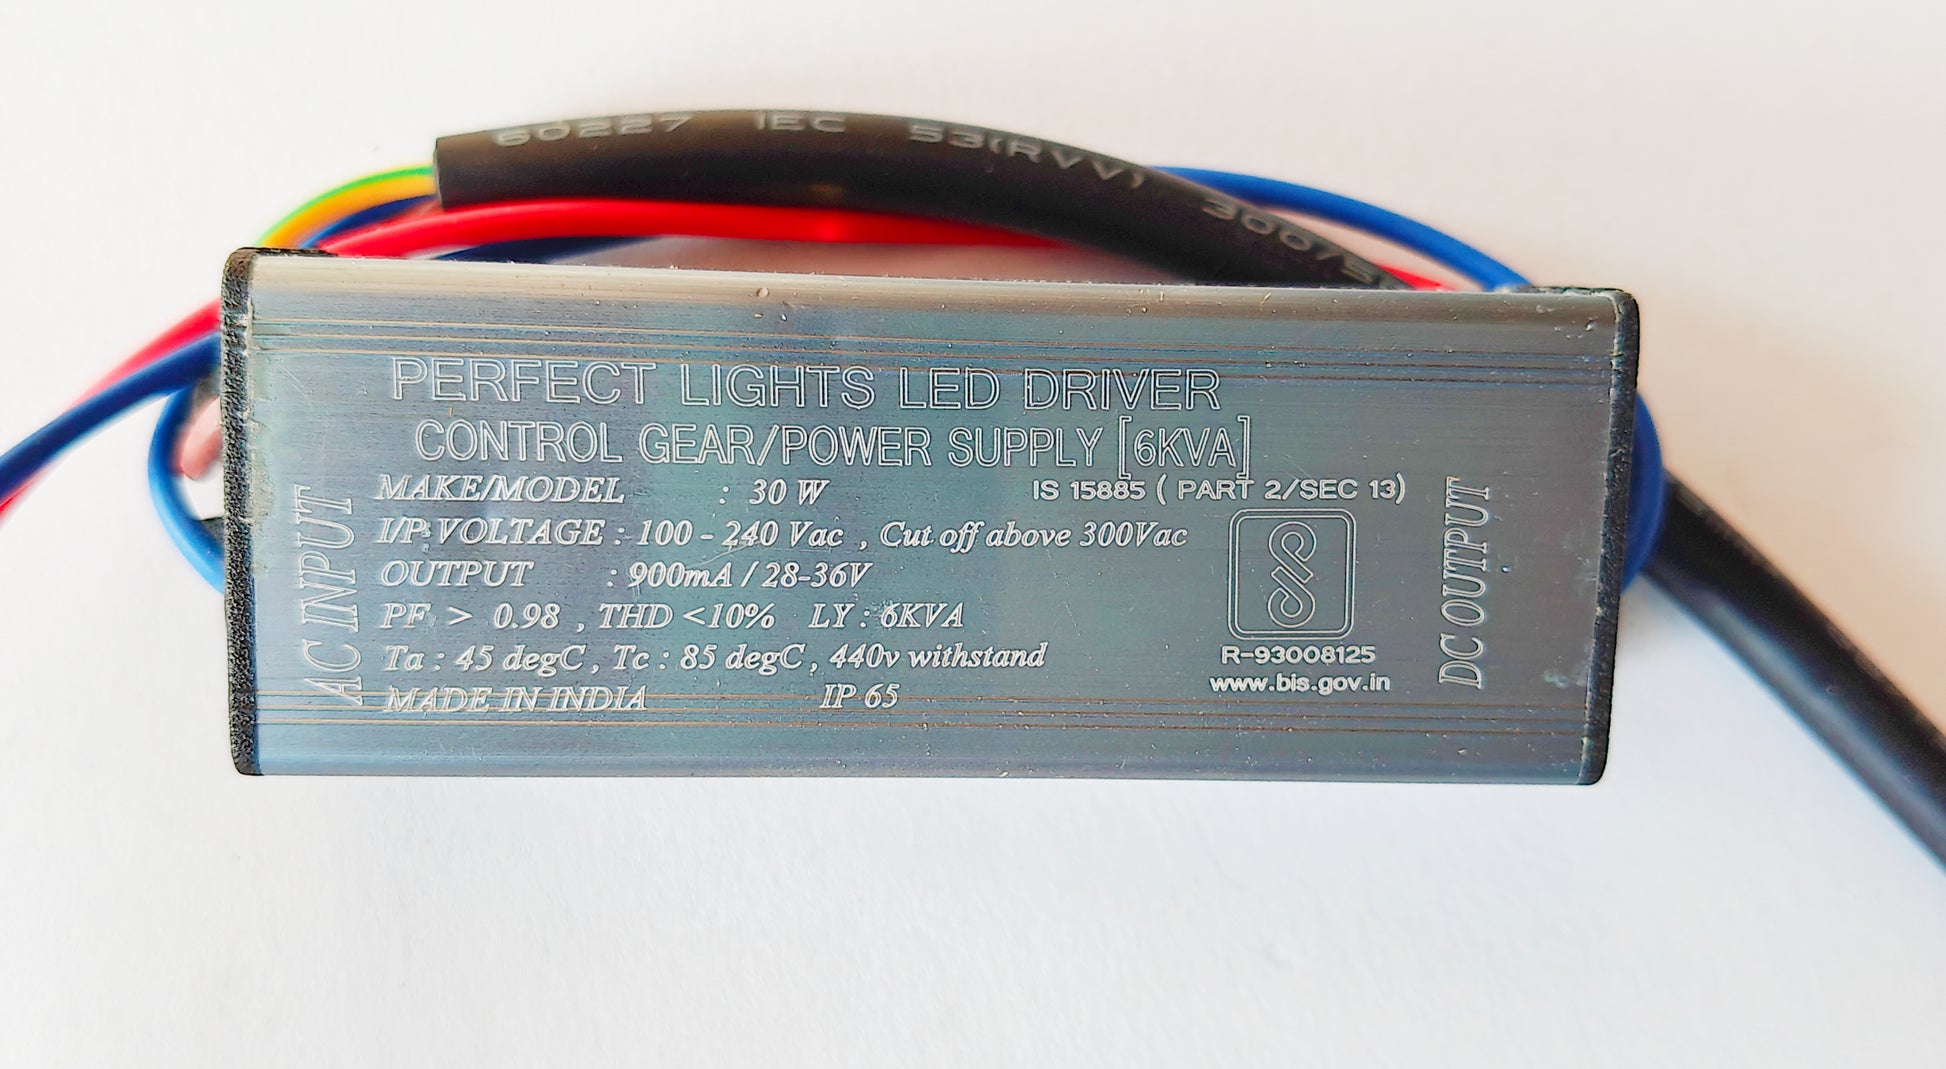 60227 IEC 53(RVV) 300/5
PERFECT LIGHTS LED DRIVER
CONTROL GEAR/POWER SUPPLY [6KVA]
MAKE/MODEL : 30 W
IS 15885 ( PART 2/SEC 13)
I/P VOLTAGE : 100 - 240 Vac , Cut off above 300Vac
OUTPUT : 900mA / 28-36V
PF > 0.98 , THD <10% LY : 6KVA
Ta : 45 degC , Tc : 85 degC , 440v withstand
MADE IN INDIA IP 65
R-93008125
www.bis.gov.in
AC INPUT
DC OUTPUT